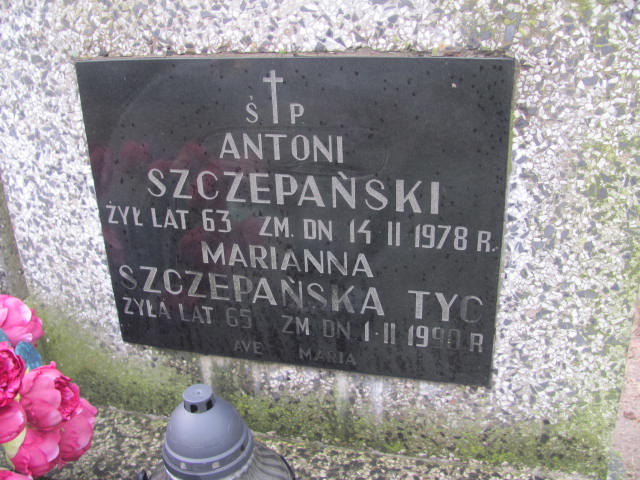 Ś P
ANTONI
SZCZEPAŃSKI
ŻYŁ LAT 63 ZM. DN 14 II 1978 R.
MARIANNA
SZCZEPAŃSKA TYC
ŻYŁA LAT 65 ZM DN 1-II R
AVE MARIA